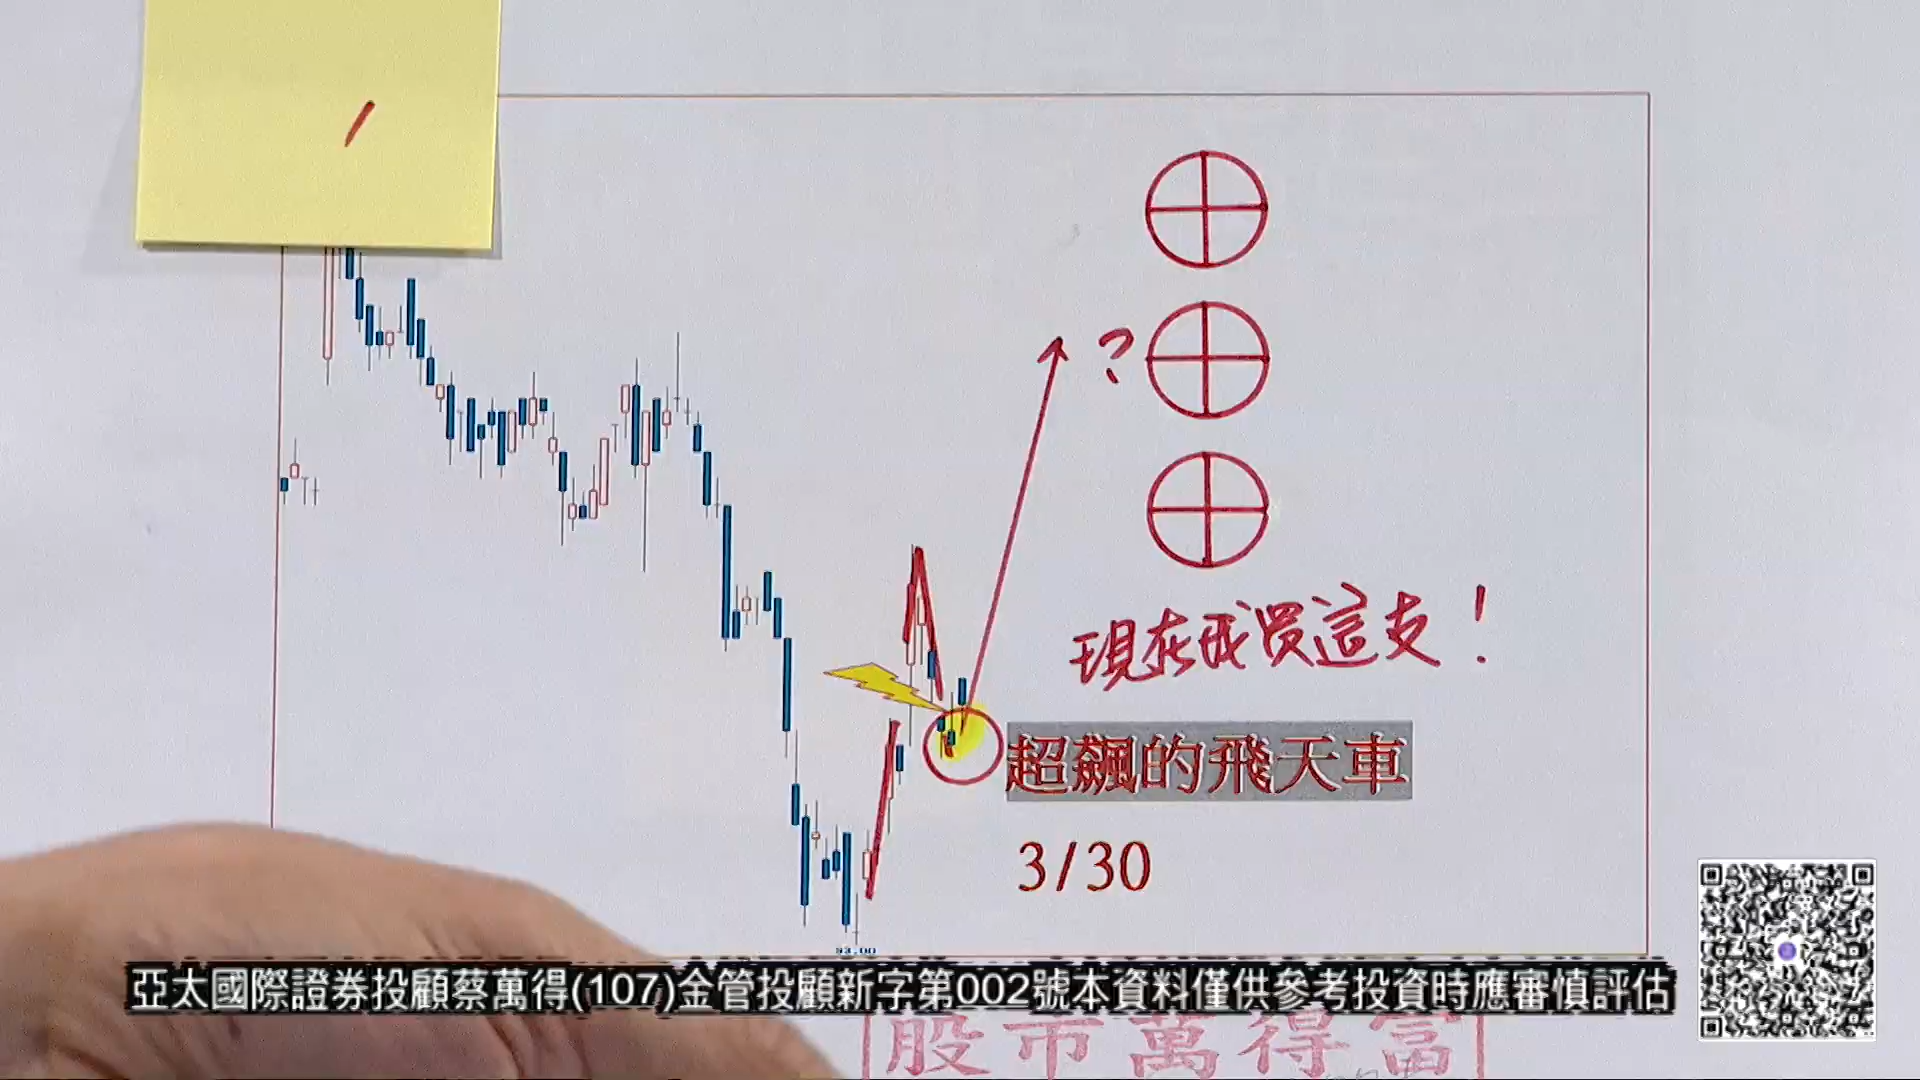 ?
現在我買這支!
超飆的飛天車
3/30
93.00
亞太國際證券投顧蔡萬得(107)金管投顧新字第002號本資料僅供參考投資時應審慎評估
股市萬得富